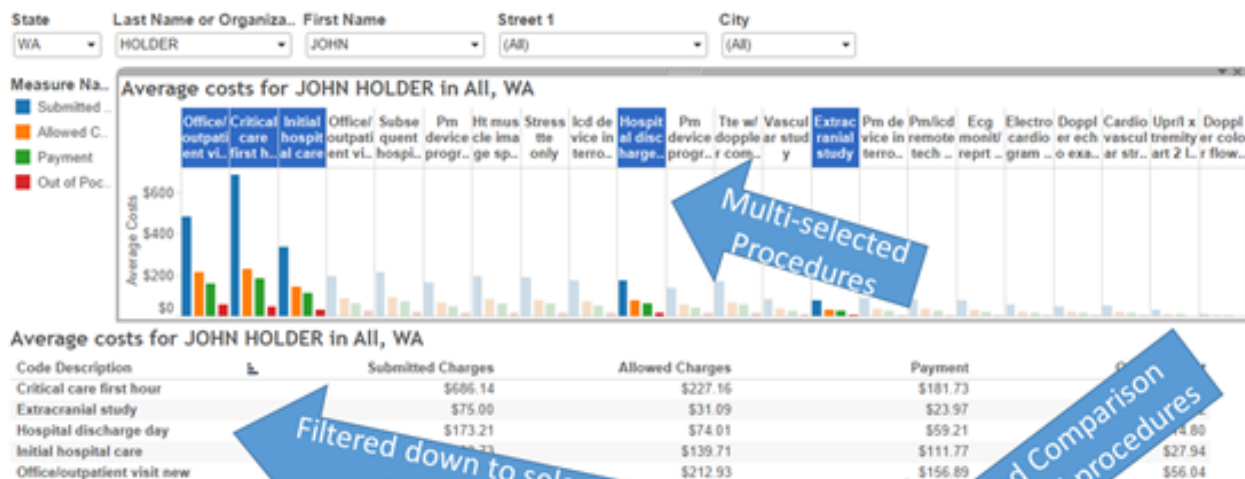 State Last Name or Organiza.. First Name Street 1 City
WA HOLDER JOHN (All) (All)
Measure Na..
Submitted ..
Allowed C..
Payment
Out of Poc..
Average costs for JOHN HOLDER in All, WA
Office/ Critical Initial Office/ Subse Pm Ht mus Stress Icd de Hospit Pm Tte w/ Vascul Extrac Pm de Pm/icd Ecg Electro Doppl Cardio Upr/l x Doppl
outpati care hospit outpati quent device cle ima tte vice in al disc device dopple ar stud ranial vice in remote monit/ cardio er ech vascul tremity er colo
ent vi.. first h.. al care ent vi.. hospi.. progr.. ge sp.. only terro.. harge.. progr.. r com.. y study terro.. tech .. reprt .. gram .. o exa.. ar str.. art 2 l.. r flow..
Average Costs
$600
$400
$200
$0
Multi-selected
Procedures
Average costs for JOHN HOLDER in All, WA
Code Description Submitted Charges Allowed Charges Payment
Critical care first hour $686.14 $227.16 $181.73
Extracranial study $75.00 $31.09 $23.97
Hospital discharge day $173.21 $74.01 $59.21
Initial hospital care $139.71 $111.77 $27.94
Office/outpatient visit new $212.93 $156.89 $56.04
Filtered down to
Comparison
procedures